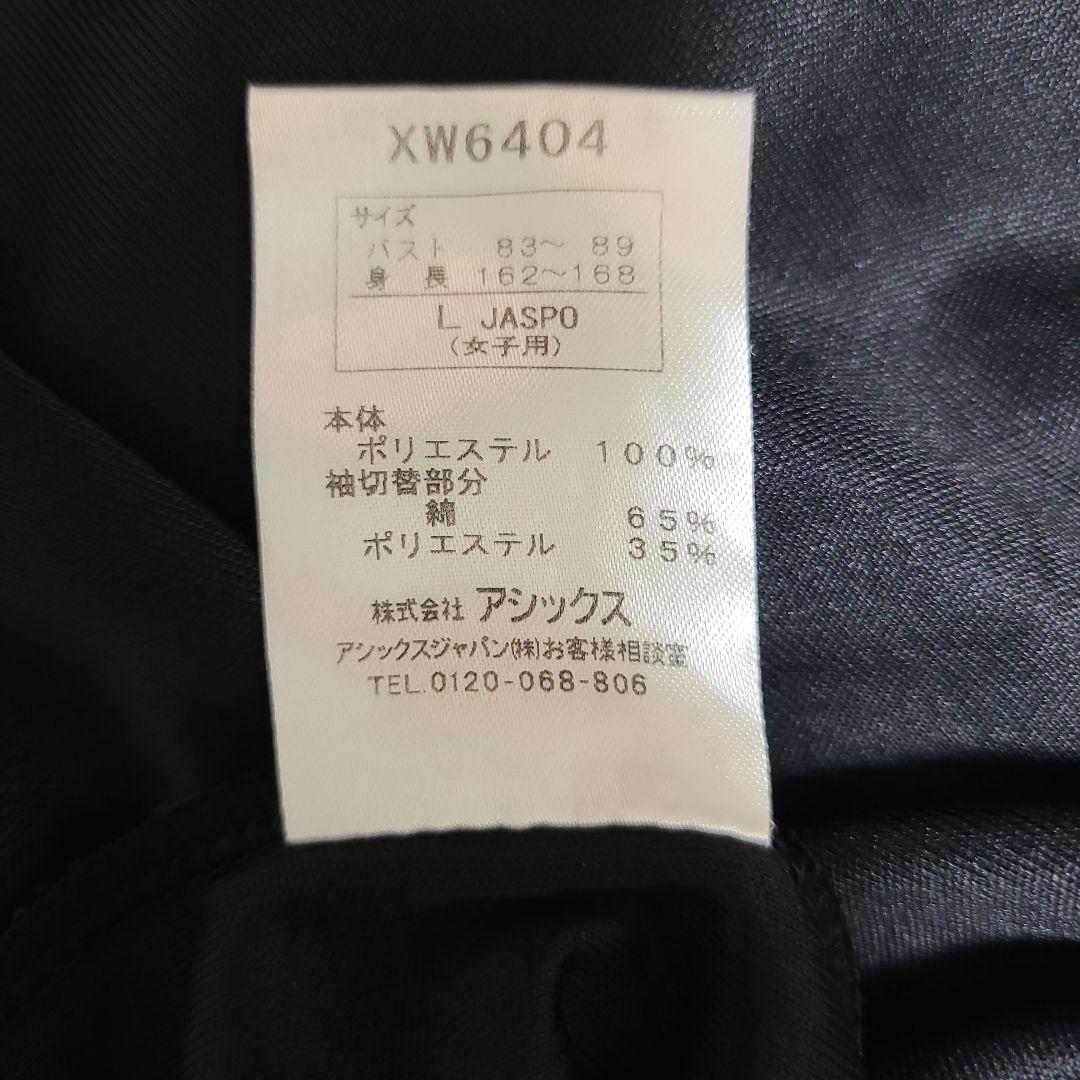 XW6404
サイズ
バスト 83～ 89
身 長 162～168
L JASPO
(女子用)
本体
ポリエステル 100%
袖切替部分
綿 65%
ポリエステル 35%
株式会社 アシックス
アシックスジャパン(株)お客様相談室
TEL.0120-068-806